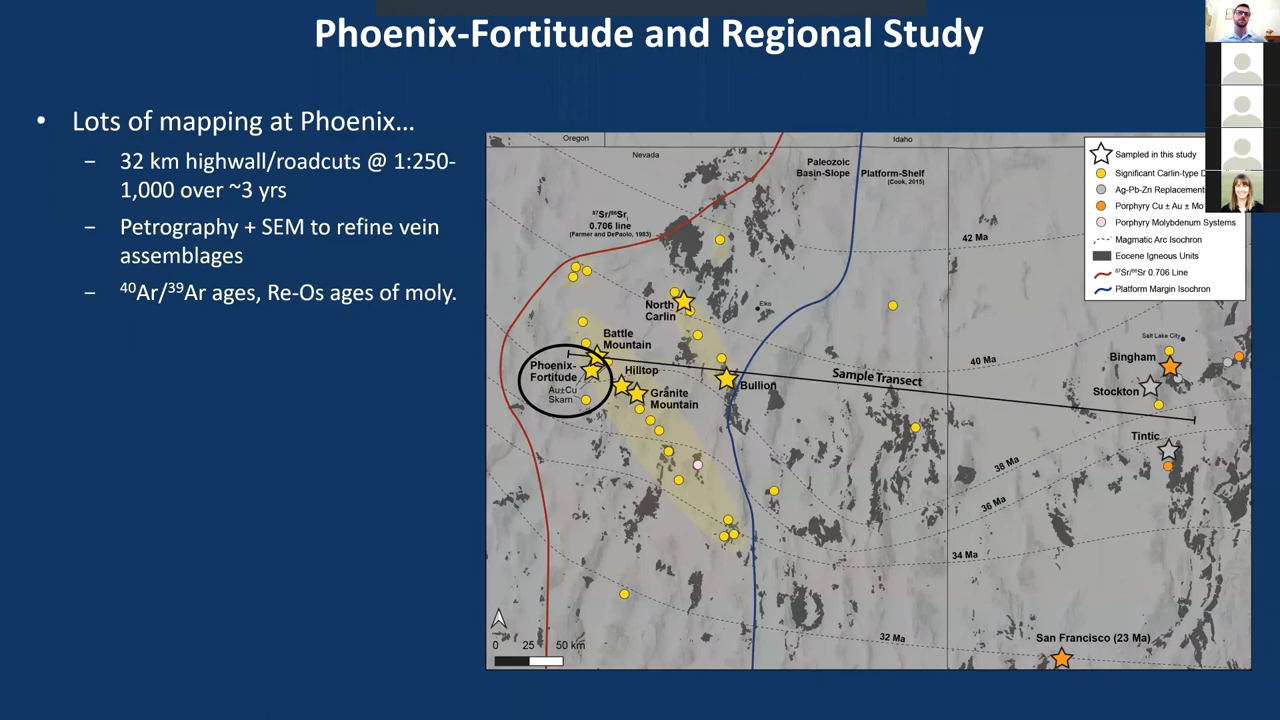 Phoenix-Fortitude and Regional Study
• Lots of mapping at Phoenix…
– 32 km highwall/roadcuts @ 1:250-
1,000 over ~3 yrs
– Petrography + SEM to refine vein
assemblages
– ⁴⁰Ar/³⁹Ar ages, Re-Os ages of moly.
Oregon
Idaho
Nevada
Paleozoic
Basin-Slope
Platform-Shelf
(Cook, 2015)
⁸⁷Sr/⁸⁶Srᵢ
0.706 line
(Farmer and DePaolo, 1983)
42 Ma
North
Carlin
Elko
Battle
Mountain
Phoenix-
Fortitude
Au±Cu
Skarn
Hilltop
Granite
Mountain
Bullion
Sample Transect
40 Ma
Salt Lake City
Bingham
Stockton
Tintic
38 Ma
36 Ma
34 Ma
32 Ma
San Francisco (23 Ma)
0 25 50 km
Sampled in this study
Significant Carlin-type
Ag-Pb-Zn Replacement
Porphyry Cu ± Au ± Mo
Porphyry Molybdenum Systems
Magmatic Arc Isochron
Eocene Igneous Units
⁸⁷Sr/⁸⁶Sr 0.706 Line
Platform Margin Isochron